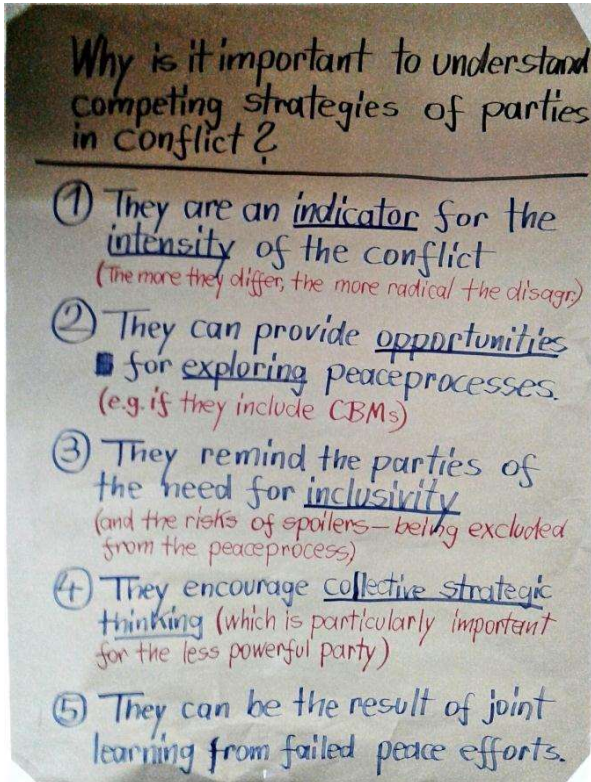 Why is it important to understand
competing strategies of parties
in conflict?
① They are an indicator for the
intensity of the conflict
(The more they differ, the more radical the disagr.)
② They can provide opportunities
for exploring peaceprocesses.
(e.g. if they include CBMs)
③ They remind the parties of
the need for inclusivity
(and the risks of spoilers – being excluded
from the peaceprocess)
④ They encourage collective strategic
thinking (which is particularly important
for the less powerful party)
⑤ They can be the result of joint
learning from failed peace efforts.